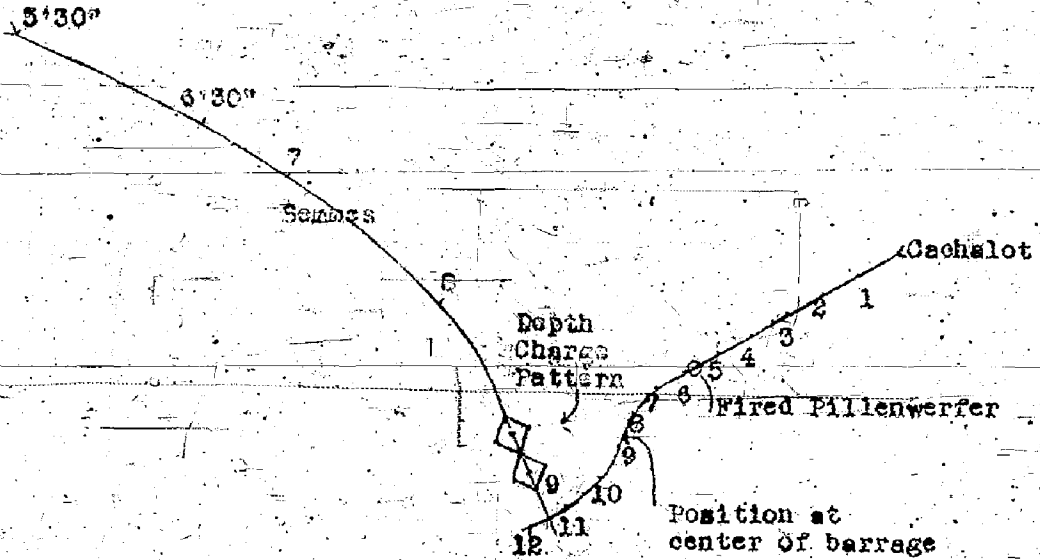 5'30"
6'30"
7
Semmes
8
Cachalot
1
2
3
4
5
6
7
8
9
10
11
12
Depth
Charge
Pattern
Fired Pillenwerfer
9
Position at
center of barrage